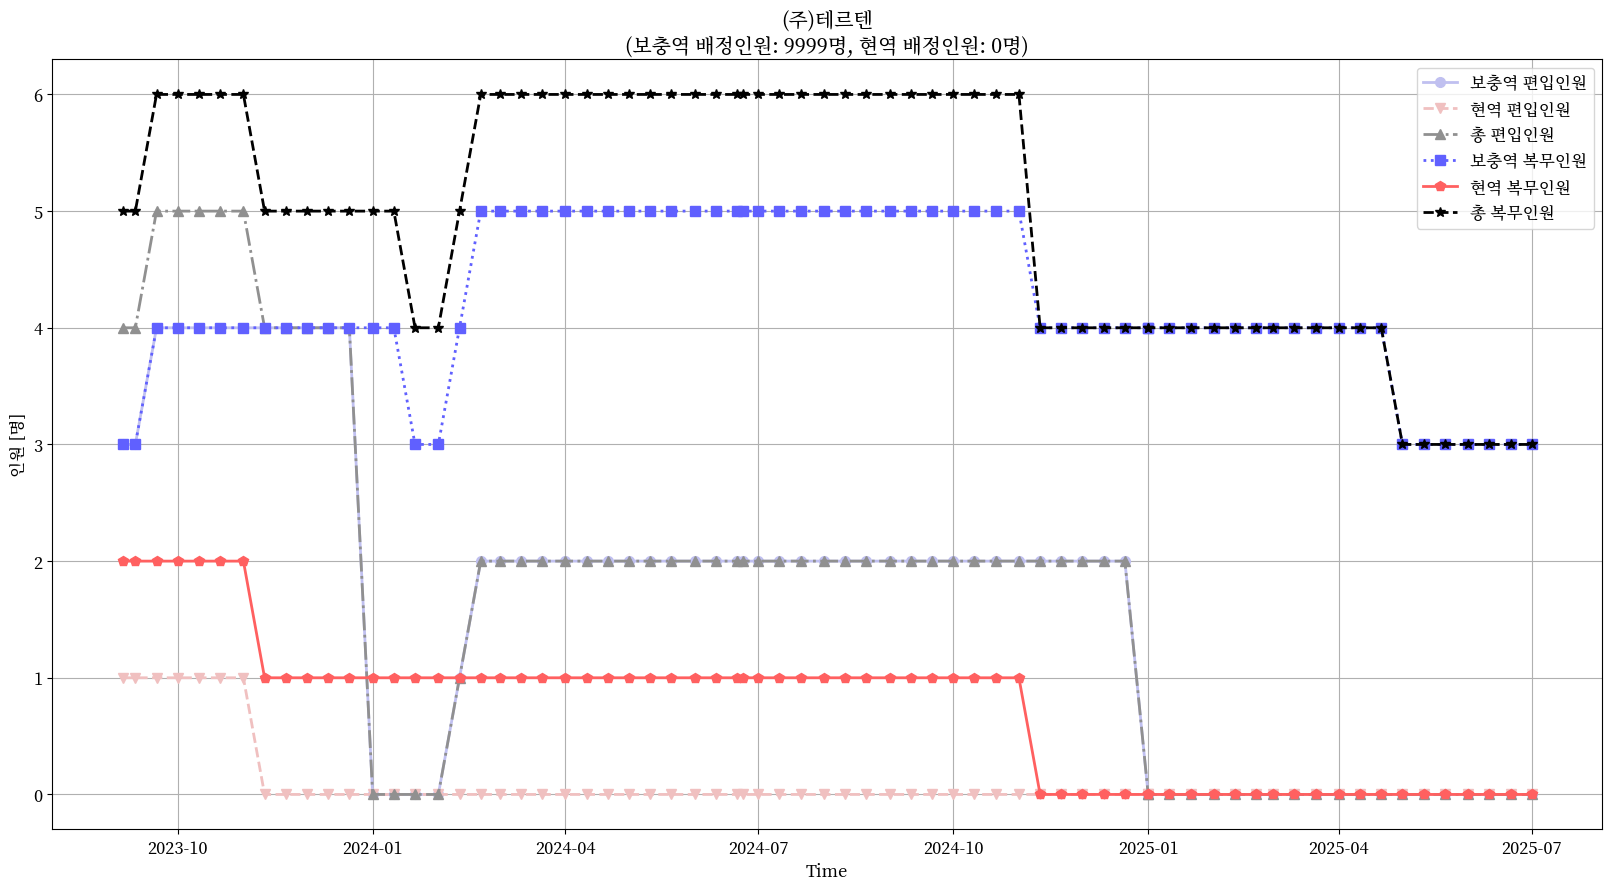 (주)테르텐
(보충역 배정인원: 9999명, 현역 배정인원: 0명)
보충역 편입인원
현역 편입인원
총 편입인원
보충역 복무인원
현역 복무인원
총 복무인원
인원 [명]
6
5
4
3
2
1
0
2023-10
2024-01
2024-04
2024-07
2024-10
2025-01
2025-04
2025-07
Time